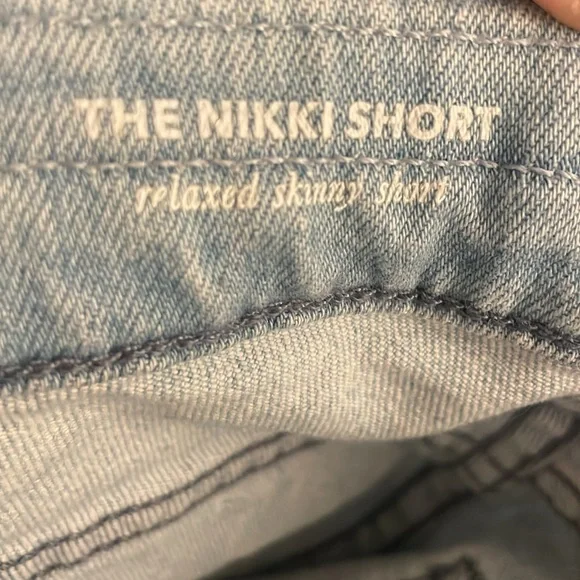 THE NIKKI SHORT
relaxed skinny short